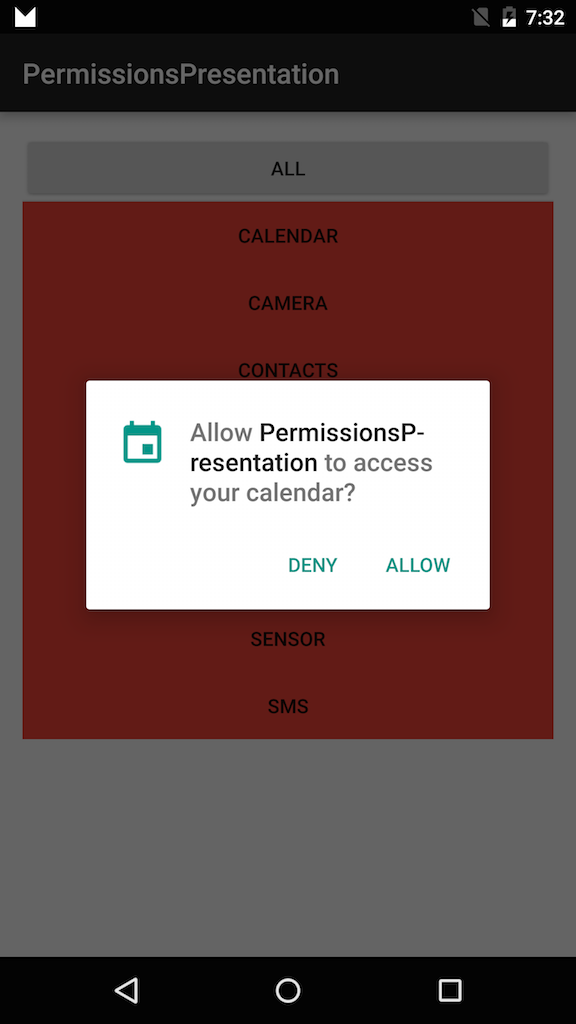 7:32
PermissionsPresentation
ALL
CALENDAR
CAMERA
CONTACTS
Allow PermissionsP-
resentation to access
your calendar?
DENY ALLOW
SENSOR
SMS